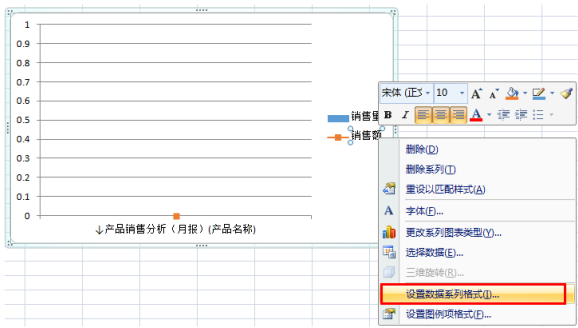 1
0.9
0.8
0.7
0.6
0.5
0.4
0.3
0.2
0.1
0
↓产品销售分析（月报）(产品名称)
销售量
销售额
宋体 (正文 10
B I A
删除(D)
删除系列(T)
重设以匹配样式(A)
A 字体(F)...
更改系列图表类型(Y)...
选择数据(E)...
三维旋转(R)...
设置数据系列格式(I)...
设置图例项格式(F)...